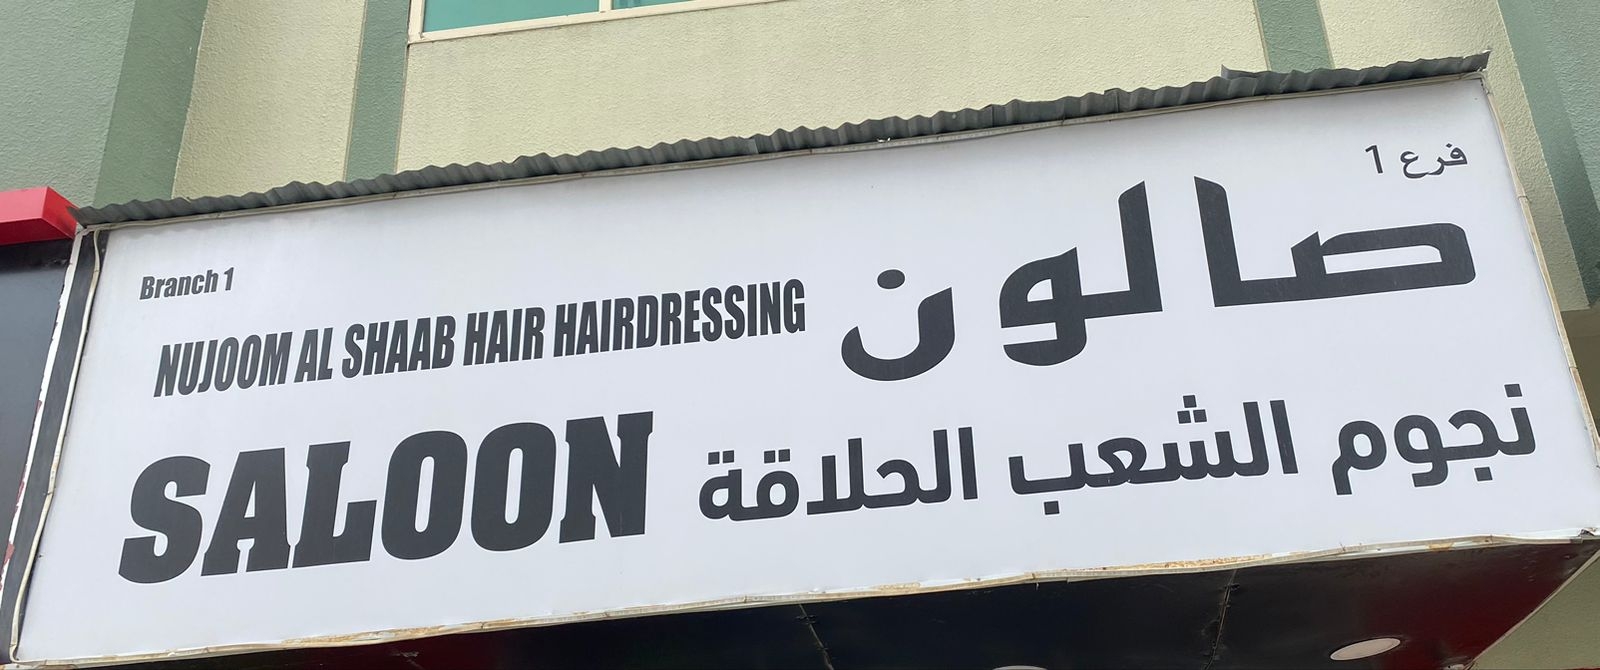 فرع 1
صالون
نجوم الشعب الحلاقة
Branch 1
NUJOOM AL SHAAB HAIR HAIRDRESSING
SALOON